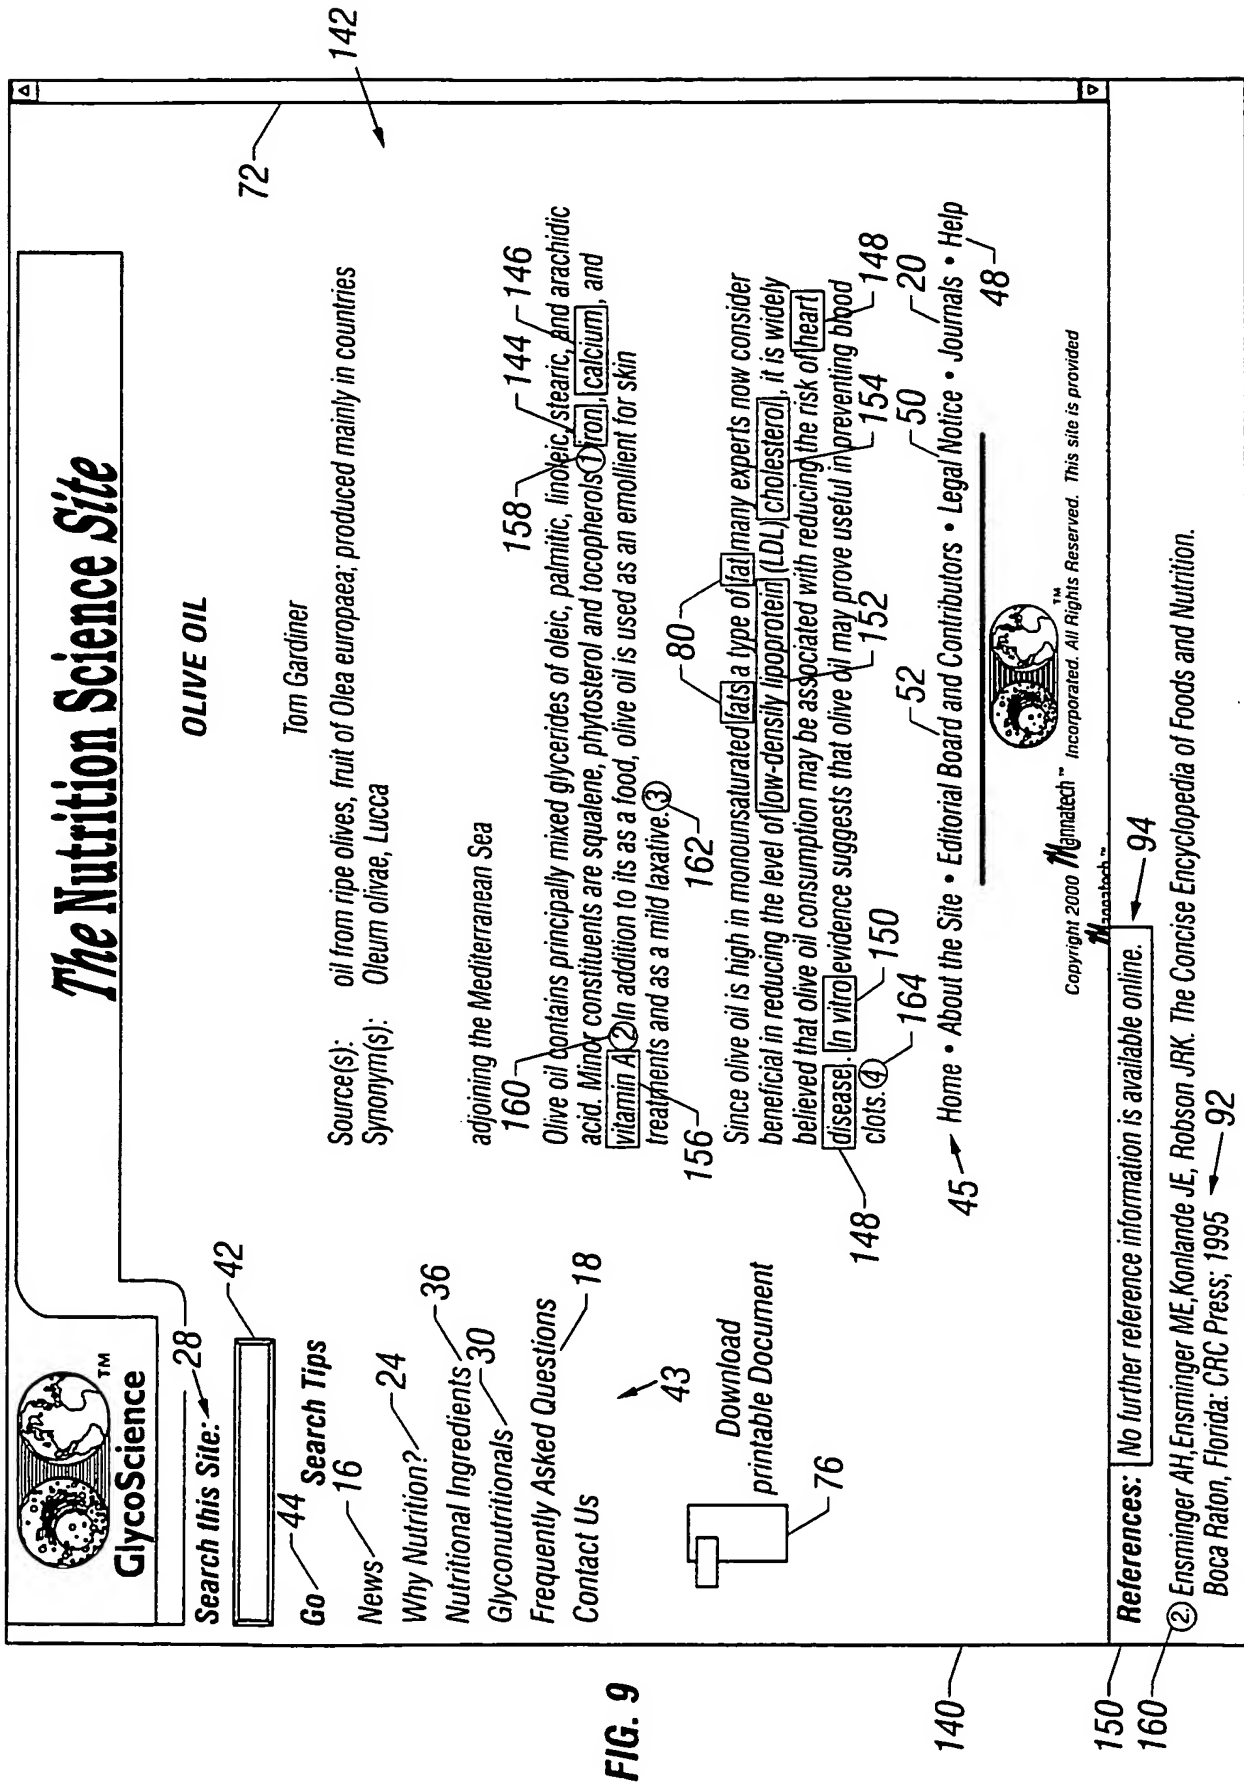 The Nutrition Science Site
GlycoScience™
28
Search this Site:
42
Go
44
Search Tips
News
16
Why Nutrition?
24
Nutritional Ingredients
36
Glyconutritionals
30
Frequently Asked Questions
18
Contact Us
43
Download
printable Document
76
72
142
OLIVE OIL
Tom Gardiner
Source(s): oil from ripe olives, fruit of Olea europaea; produced mainly in countries
Synonym(s): Oleum olivae, Lucca
adjoining the Mediterranean Sea
160 158 144 146
Olive oil contains principally mixed glycerides of oleic, palmitic, linoleic, stearic, and arachidic
acid. Minor constituents are squalene, phytosterol and tocopherols ① iron, calcium, and
vitamin A ② In addition to its as a food, olive oil is used as an emollient for skin
treatments and as a mild laxative. ③
156 162 80
Since olive oil is high in monounsaturated fats a type of fat many experts now consider
beneficial in reducing the level of low-densily lipoprotein (LDL) cholesterol, it is widely
believed that olive oil consumption may be associated with reducing the risk of heart
disease. In vitro evidence suggests that olive oil may prove useful in preventing blood
clots. ④
148 164 150 152 154 148
45 52 50 20
Home • About the Site • Editorial Board and Contributors • Legal Notice • Journals • Help
48
™
Copyright 2000 Mannatech™ Incorporated. All Rights Reserved. This site is provided
Mannatech™
140
References: No further reference information is available online.
94
150
160
② Ensminger AH,Ensminger ME,Konlande JE, Robson JRK. The Concise Encyclopedia of Foods and Nutrition.
Boca Raton, Florida: CRC Press; 1995
92
FIG. 9